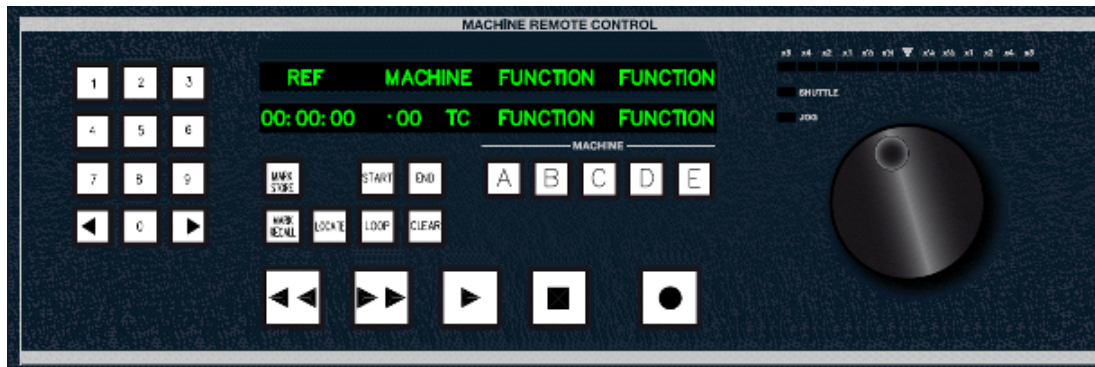 MACHINE REMOTE CONTROL
1 2 3
4 5 6
7 8 9
0
REF MACHINE FUNCTION FUNCTION
00:00:00 ·00 TC FUNCTION FUNCTION
MACHINE
MARK STORE START END
A B C D E
MARK RECALL LOCATE LOOP CLEAR
SHUTTLE
JOG